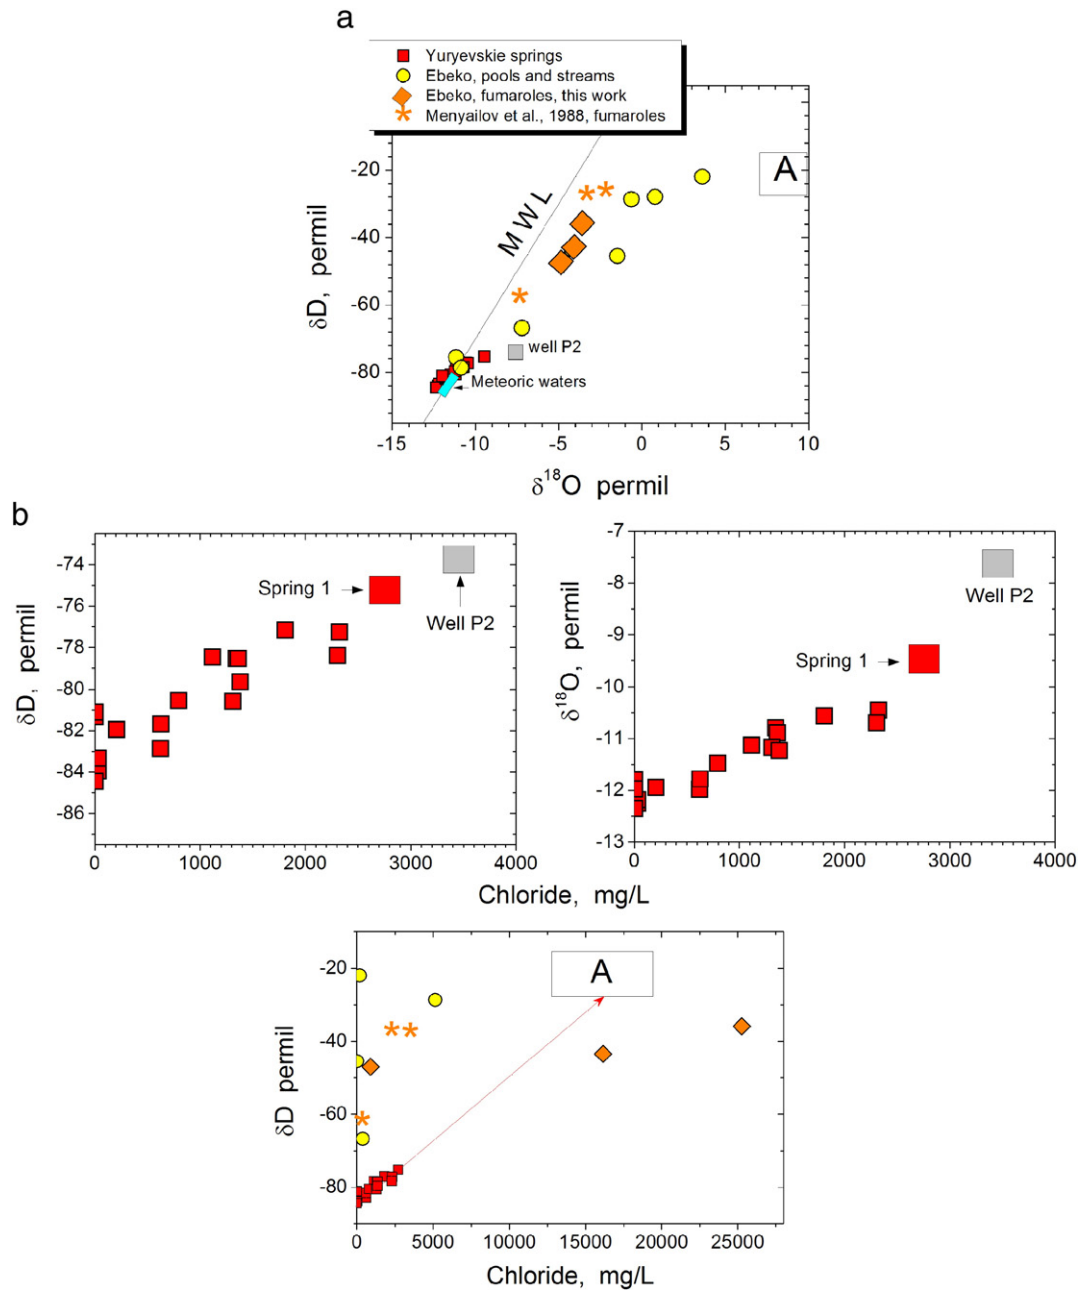 a
Yuryevskie springs
Ebeko, pools and streams
Ebeko, fumaroles, this work
Menyailov et al., 1988, fumaroles
-20
-40
-60
-80
δD, permil
MWL
A
well P2
Meteoric waters
-15 -10 -5 0 5 10
δ18O permil
b
-74
-76
-78
-80
-82
-84
-86
δD, permil
Spring 1
Well P2
0 1000 2000 3000 4000
-7
-8
-9
-10
-11
-12
-13
δ18O, permil
Spring 1
Well P2
0 1000 2000 3000 4000
Chloride, mg/L
-20
-40
-60
-80
δD permil
A
0 5000 10000 15000 20000 25000
Chloride, mg/L